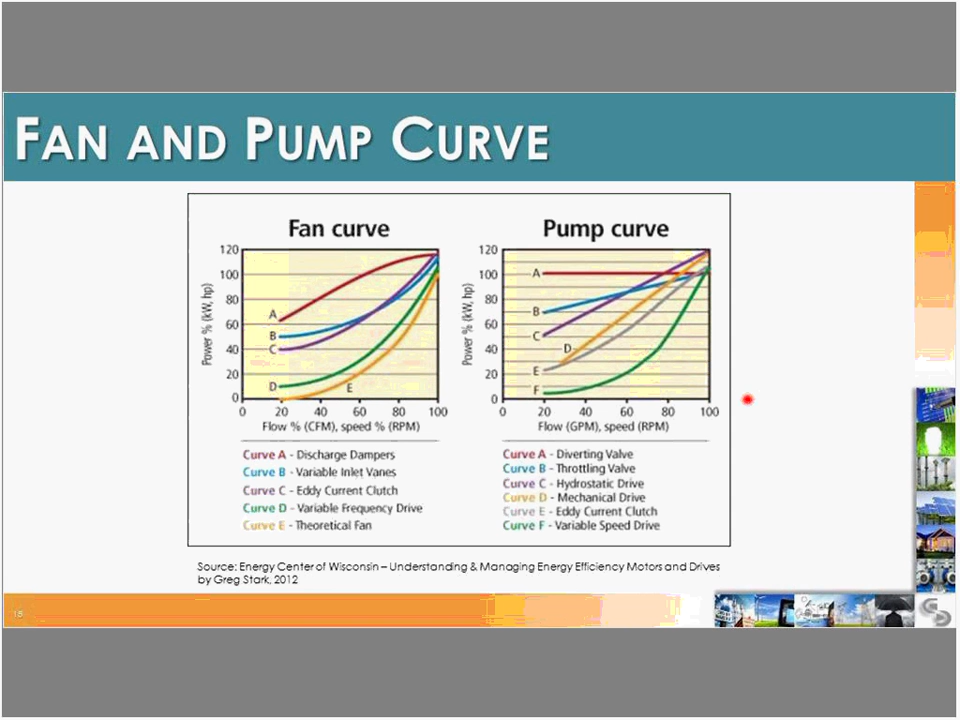 FAN AND PUMP CURVE
Fan curve
Power % (kW, hp)
120
100
80
60
40
20
0
A
B
C
D
E
0 20 40 60 80 100
Flow % (CFM), speed % (RPM)
Curve A - Discharge Dampers
Curve B - Variable Inlet Vanes
Curve C - Eddy Current Clutch
Curve D - Variable Frequency Drive
Curve E - Theoretical Fan
Pump curve
Power % (kW, hp)
120
100
80
60
40
20
0
A
B
C
D
E
F
0 20 40 60 80 100
Flow (GPM), speed (RPM)
Curve A - Diverting Valve
Curve B - Throttling Valve
Curve C - Hydrostatic Drive
Curve D - Mechanical Drive
Curve E - Eddy Current Clutch
Curve F - Variable Speed Drive
Source: Energy Center of Wisconsin – Understanding & Managing Energy Efficiency Motors and Drives
by Greg Stark, 2012
15